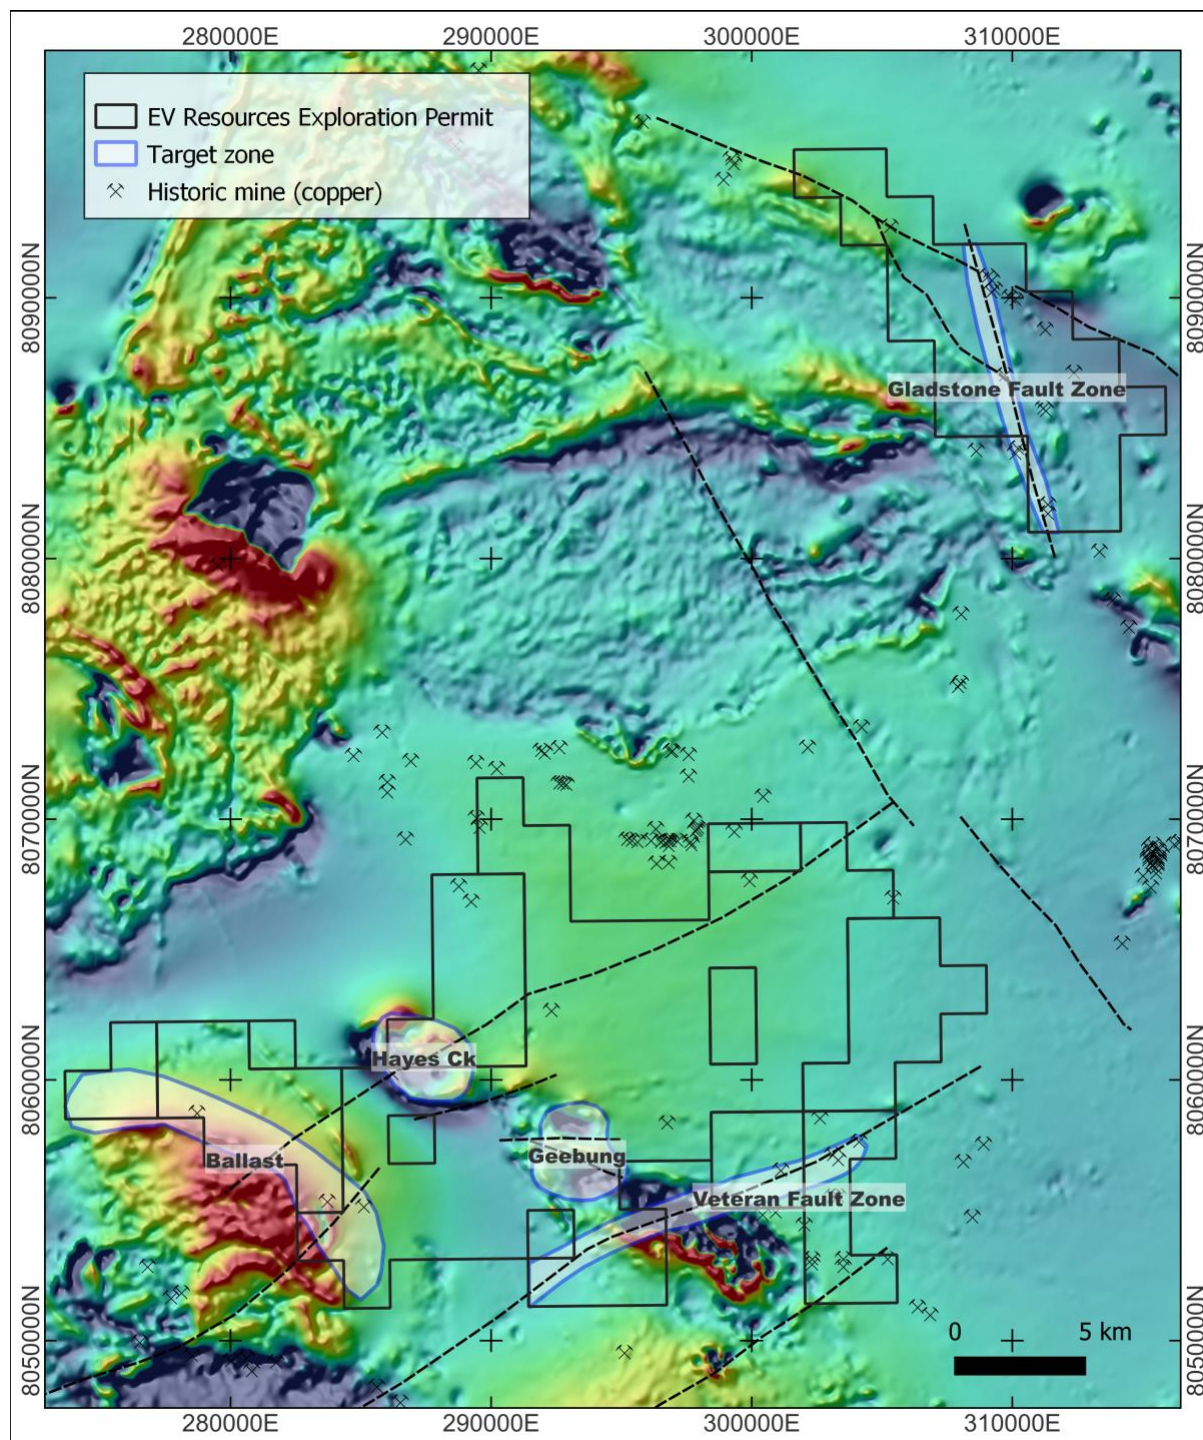 280000E 290000E 300000E 310000E
EV Resources Exploration Permit
Target zone
Historic mine (copper)
8090000N 8090000N
Gladstone Fault Zone
8080000N 8080000N
8070000N 8070000N
Hayes Ck
8060000N 8060000N
Geebung
Ballast
Veteran Fault Zone
0 5 km
8050000N 8050000N
280000E 290000E 300000E 310000E